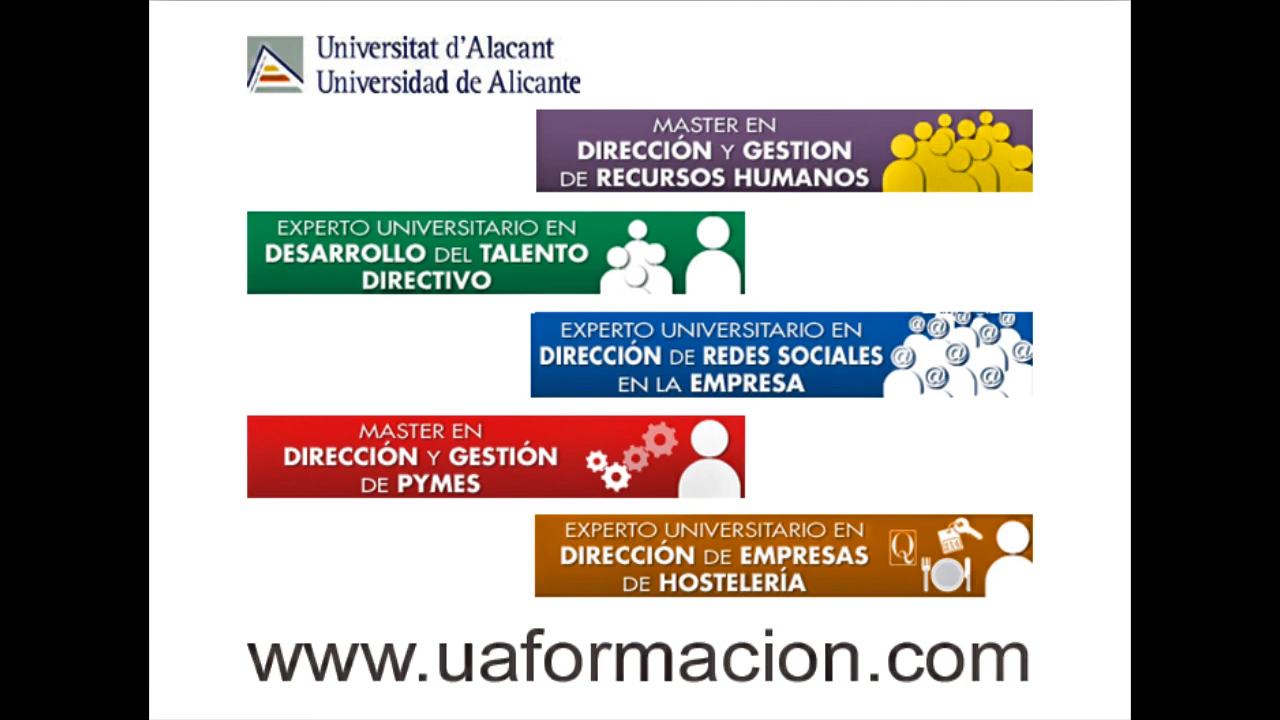 Universitat d'Alacant
Universidad de Alicante
MASTER EN
DIRECCIÓN Y GESTION
DE RECURSOS HUMANOS
EXPERTO UNIVERSITARIO EN
DESARROLLO DEL TALENTO
DIRECTIVO
EXPERTO UNIVERSITARIO EN
DIRECCIÓN DE REDES SOCIALES
EN LA EMPRESA
@ @ @ @ @ @ @ @ @ @
MASTER EN
DIRECCIÓN Y GESTIÓN
DE PYMES
EXPERTO UNIVERSITARIO EN
DIRECCIÓN DE EMPRESAS
DE HOSTELERÍA
Q
www.uaformacion.com